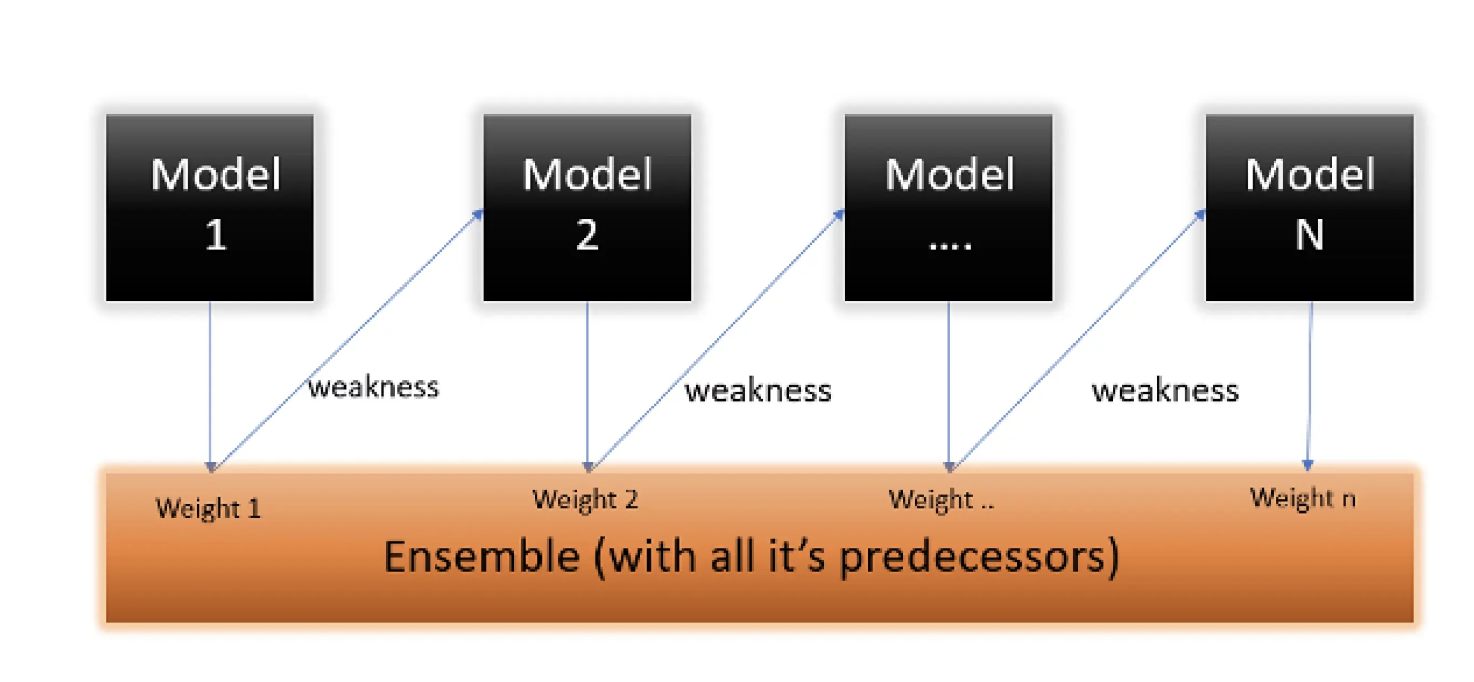 Model
1
Model
2
Model
....
Model
N
weakness
weakness
weakness
Weight 1
Weight 2
Weight ..
Weight n
Ensemble (with all it's predecessors)